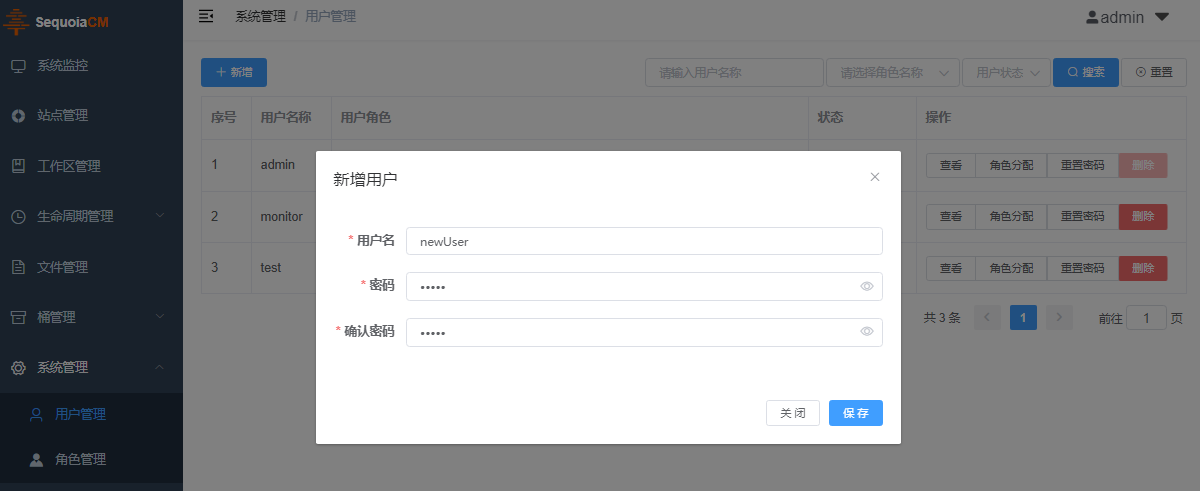 SequoiaCM
系统管理 / 用户管理
admin
系统监控
站点管理
工作区管理
生命周期管理
文件管理
桶管理
系统管理
用户管理
角色管理
+ 新增
请输入用户名称
请选择角色名称
用户状态
搜索
重置
序号 用户名称 用户角色 状态 操作
1 admin 查看 角色分配 重置密码 删除
2 monitor 查看 角色分配 重置密码 删除
3 test 查看 角色分配 重置密码 删除
共 3 条 1 前往 1 页
新增用户
* 用户名 newUser
* 密码 •••••
* 确认密码 •••••
关闭 保存